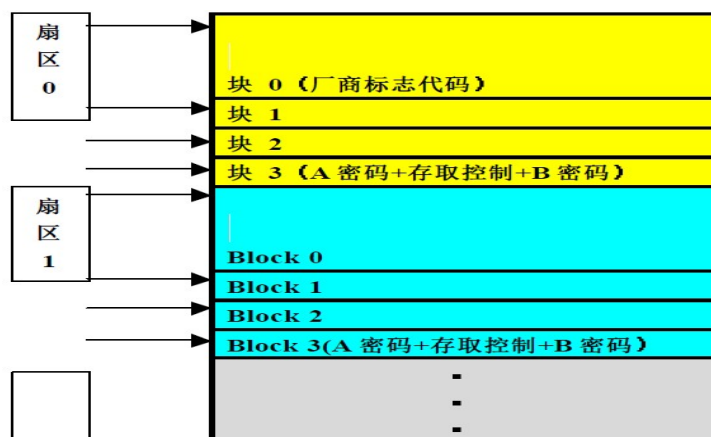 扇
区
0
块 0（厂商标志代码）
块 1
块 2
块 3（A 密码+存取控制+B 密码）
扇
区
1
Block 0
Block 1
Block 2
Block 3(A 密码+存取控制+B 密码）